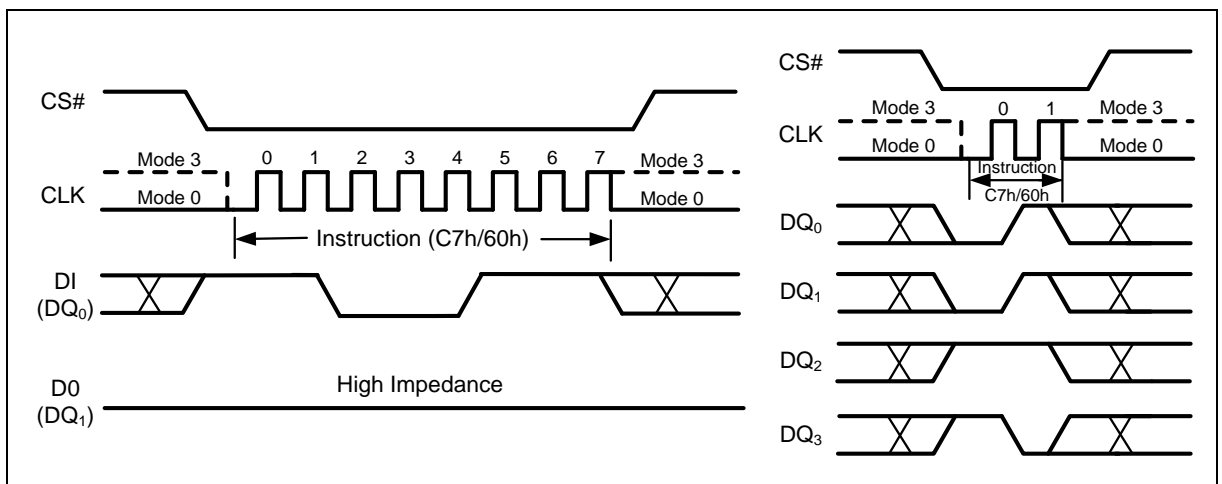 CS#
Mode 3 0 1 2 3 4 5 6 7 Mode 3
CLK
Mode 0 Mode 0
Instruction (C7h/60h)
DI
(DQ0)
High Impedance
D0
(DQ1)
CS#
Mode 3 0 1 Mode 3
CLK
Mode 0 Mode 0
Instruction
C7h/60h
DQ0
DQ1
DQ2
DQ3